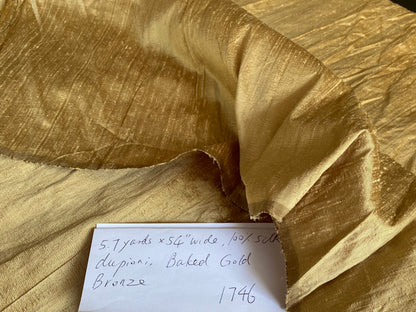 5.7 yards x 54" wide, 100% silk
dupioni, Baked Gold
Bronze
1746